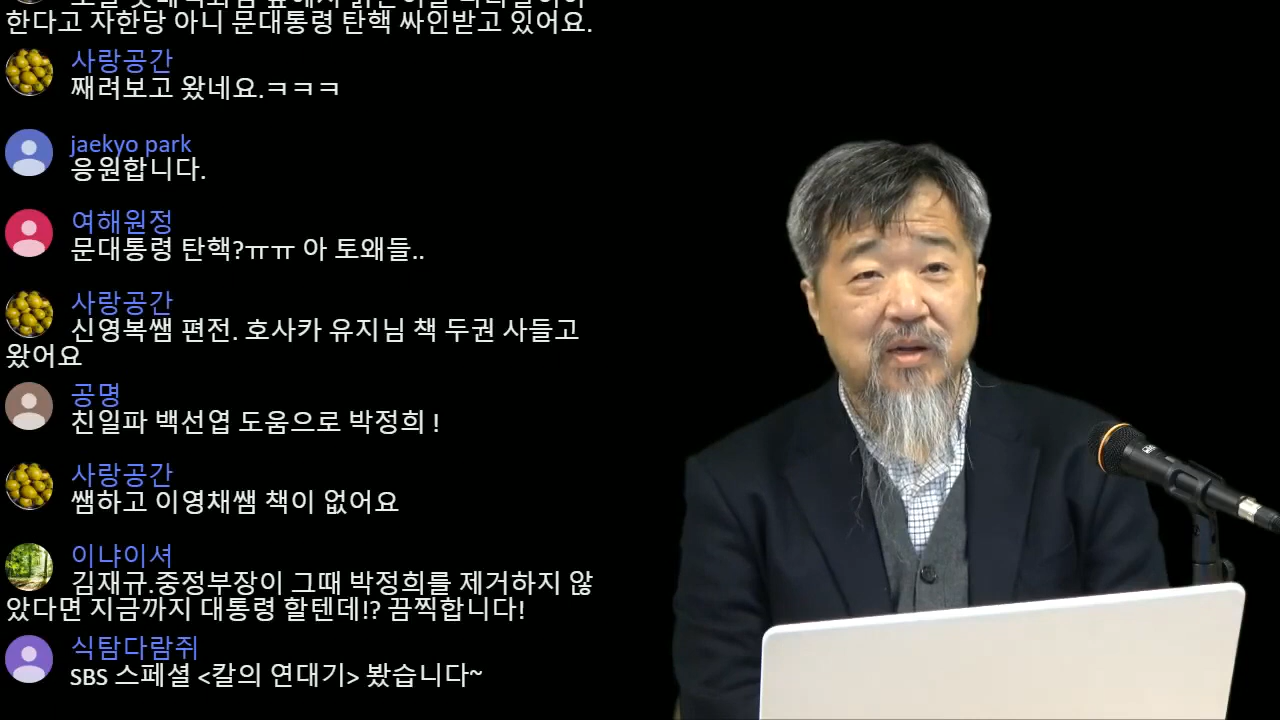 한다고 자한당 아니 문대통령 탄핵 싸인받고 있어요.
사랑공간
째려보고 왔네요.ㅋㅋㅋ
jaekyo park
응원합니다.
여해원정
문대통령 탄핵?ㅠㅠ 아 토왜들..
사랑공간
신영복쌤 편전. 호사카 유지님 책 두권 사들고
왔어요
공명
친일파 백선엽 도움으로 박정희 !
사랑공간
쌤하고 이영채쌤 책이 없어요
이냐이셔
김재규.중정부장이 그때 박정희를 제거하지 않
았다면 지금까지 대통령 할텐데!? 끔찍합니다!
식탐다람쥐
SBS 스페셜 <칼의 연대기> 봤습니다~